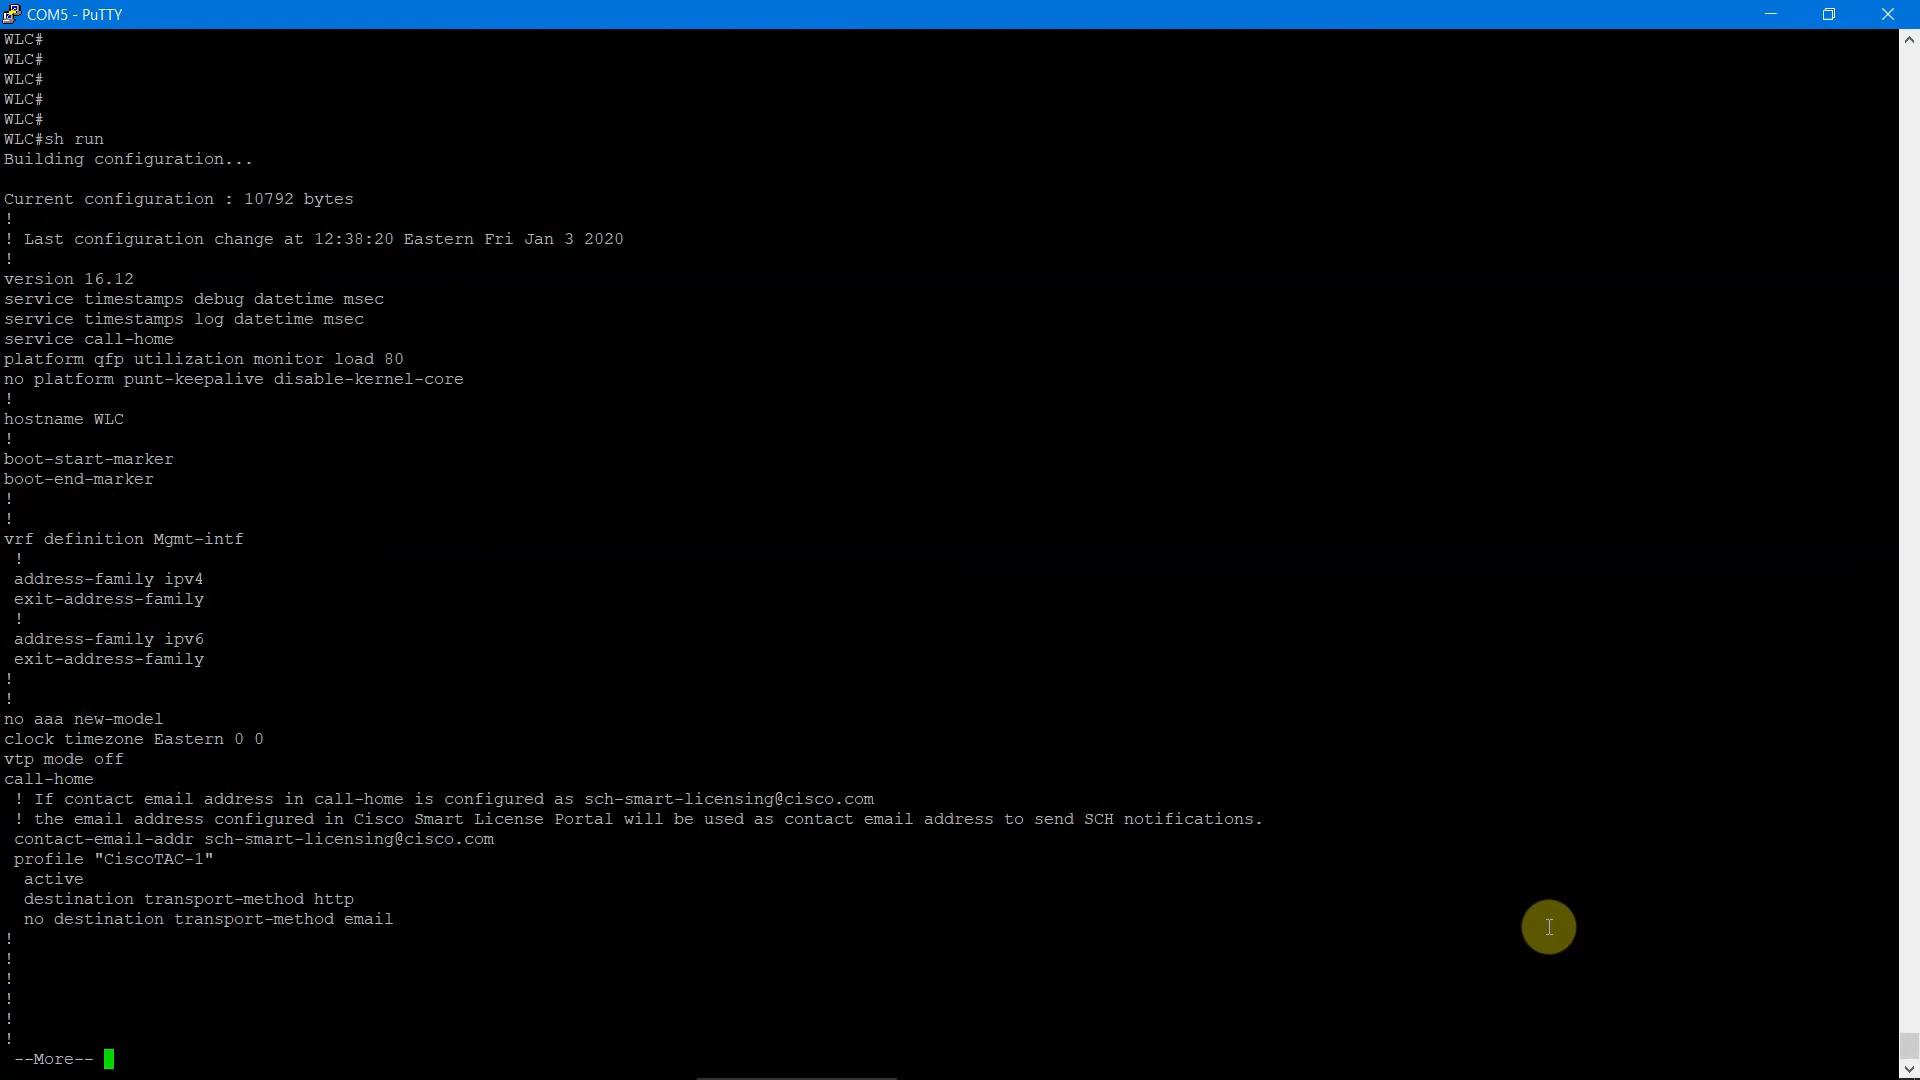 COM5 - PuTTY
WLC#
WLC#
WLC#
WLC#
WLC#
WLC#sh run
Building configuration...
Current configuration : 10792 bytes
!
! Last configuration change at 12:38:20 Eastern Fri Jan 3 2020
!
version 16.12
service timestamps debug datetime msec
service timestamps log datetime msec
service call-home
platform qfp utilization monitor load 80
no platform punt-keepalive disable-kernel-core
!
hostname WLC
!
boot-start-marker
boot-end-marker
!
!
vrf definition Mgmt-intf
 !
 address-family ipv4
 exit-address-family
 !
 address-family ipv6
 exit-address-family
!
!
no aaa new-model
clock timezone Eastern 0 0
vtp mode off
call-home
 ! If contact email address in call-home is configured as sch-smart-licensing@cisco.com
 ! the email address configured in Cisco Smart License Portal will be used as contact email address to send SCH notifications.
 contact-email-addr sch-smart-licensing@cisco.com
 profile "CiscoTAC-1"
  active
  destination transport-method http
  no destination transport-method email
!
!
!
!
!
!
 --More--